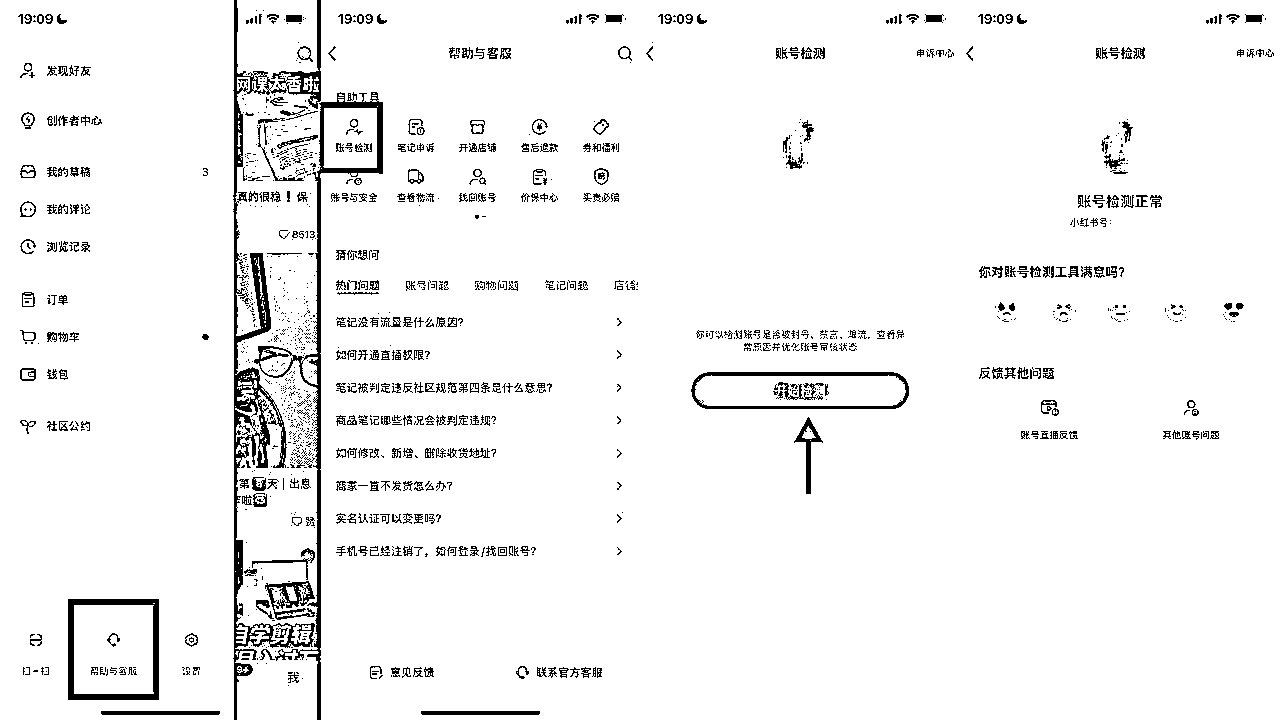 19:09
发现好友
创作者中心
我的草稿 3
我的评论
浏览记录
订单
购物车
钱包
社区公约
扫一扫
帮助与客服
设置
网课太香啦
真的很稳！保
8513
天｜出息
自学剪辑
我
19:09
帮助与客服
自助工具
账号检测 笔记申诉 开通店铺 售后退款 券和福利
账号与安全 查看物流 找回账号 价保中心 买贵必赔
猜你想问
热门问题 账号问题 购物问题 笔记问题
笔记没有流量是什么原因?
如何开通直播权限?
笔记被判定违反社区规范第四条是什么意思?
商品笔记哪些情况会被判定违规?
如何修改、新增、删除收货地址?
商家一直不发货怎么办?
实名认证可以变更吗?
手机号已经注销了，如何登录/找回账号?
意见反馈 联系官方客服
19:09
账号检测 申诉中心
你可以检测账号是否被封号、禁言、限流，查看异
常原因并优化账号审核状态
开始检测
19:09
账号检测 申诉中心
账号检测正常
小红书号:
你对账号检测工具满意吗?
反馈其他问题
账号直播反馈 其他账号问题